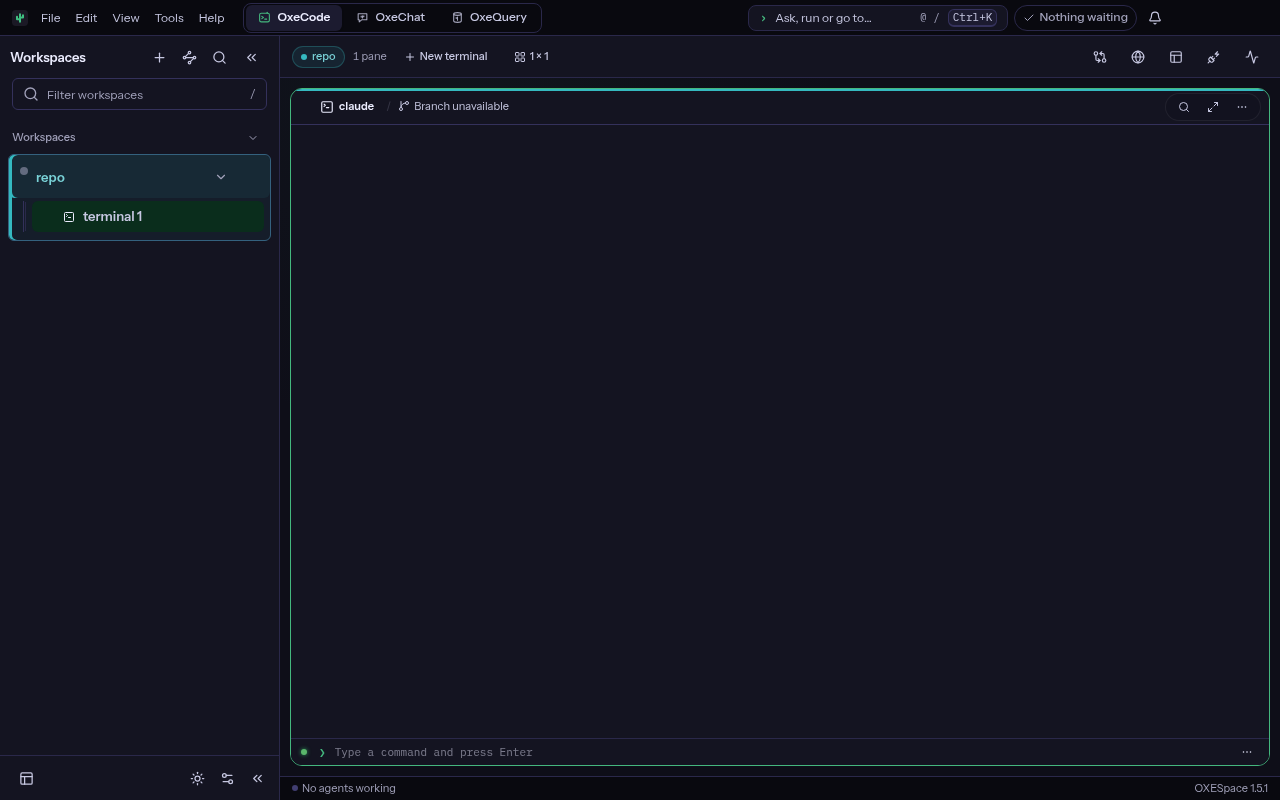 File Edit View Tools Help OxeCode OxeChat OxeQuery Ask, run or go to... @ / Ctrl+K Nothing waiting
Workspaces
repo 1 pane New terminal 1×1
Filter workspaces /
claude / Branch unavailable
Workspaces
repo
terminal 1
Type a command and press Enter
No agents working OXESpace 1.5.1